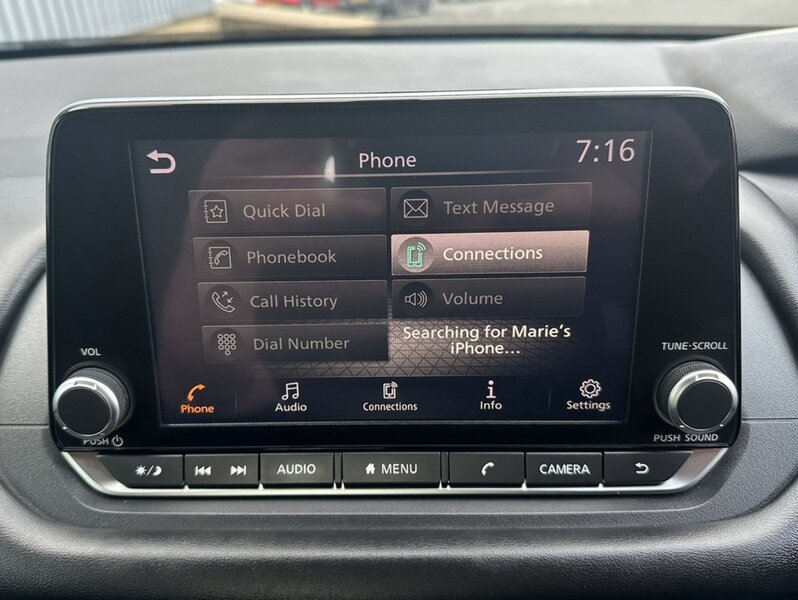 Phone
7:16
Quick Dial
Text Message
Phonebook
Connections
Call History
Volume
Dial Number
Searching for Marie's
iPhone...
VOL
TUNE·SCROLL
Phone
Audio
Connections
Info
Settings
PUSH
PUSH SOUND
AUDIO
MENU
CAMERA